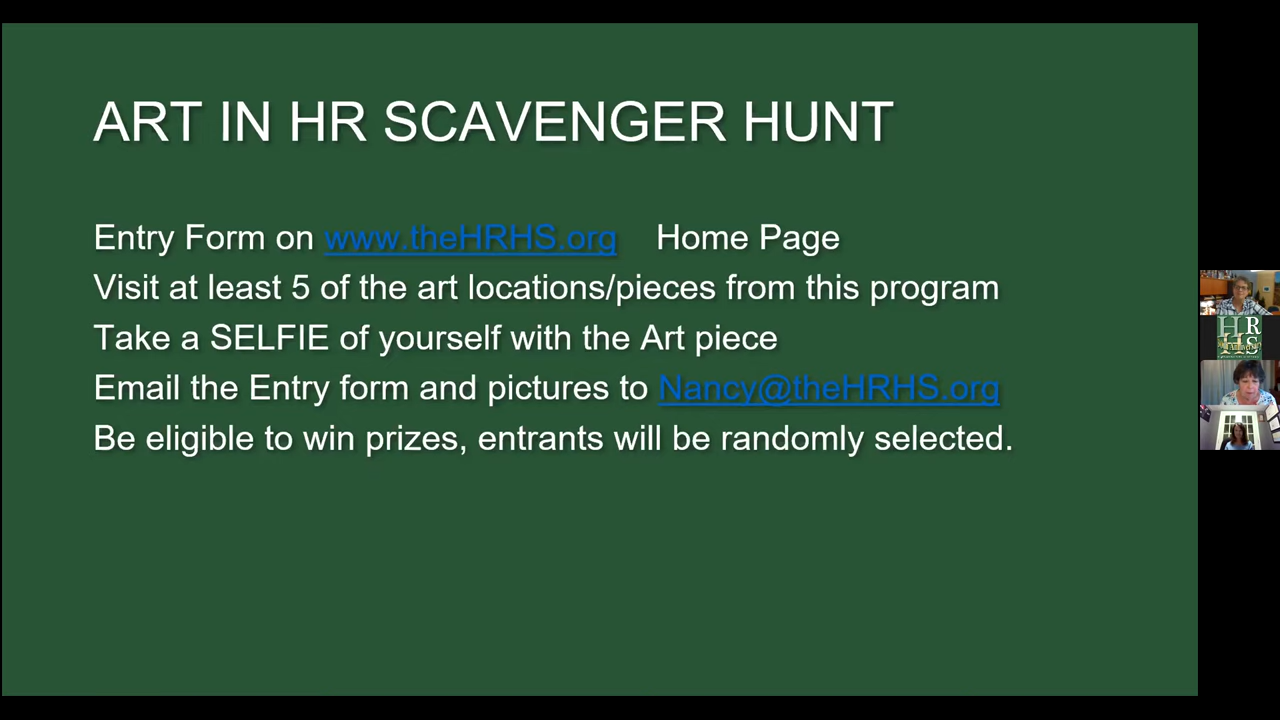 ART IN HR SCAVENGER HUNT
Entry Form on www.theHRHS.org Home Page
Visit at least 5 of the art locations/pieces from this program
Take a SELFIE of yourself with the Art piece
Email the Entry form and pictures to Nancy@theHRHS.org
Be eligible to win prizes, entrants will be randomly selected.
HR
HS